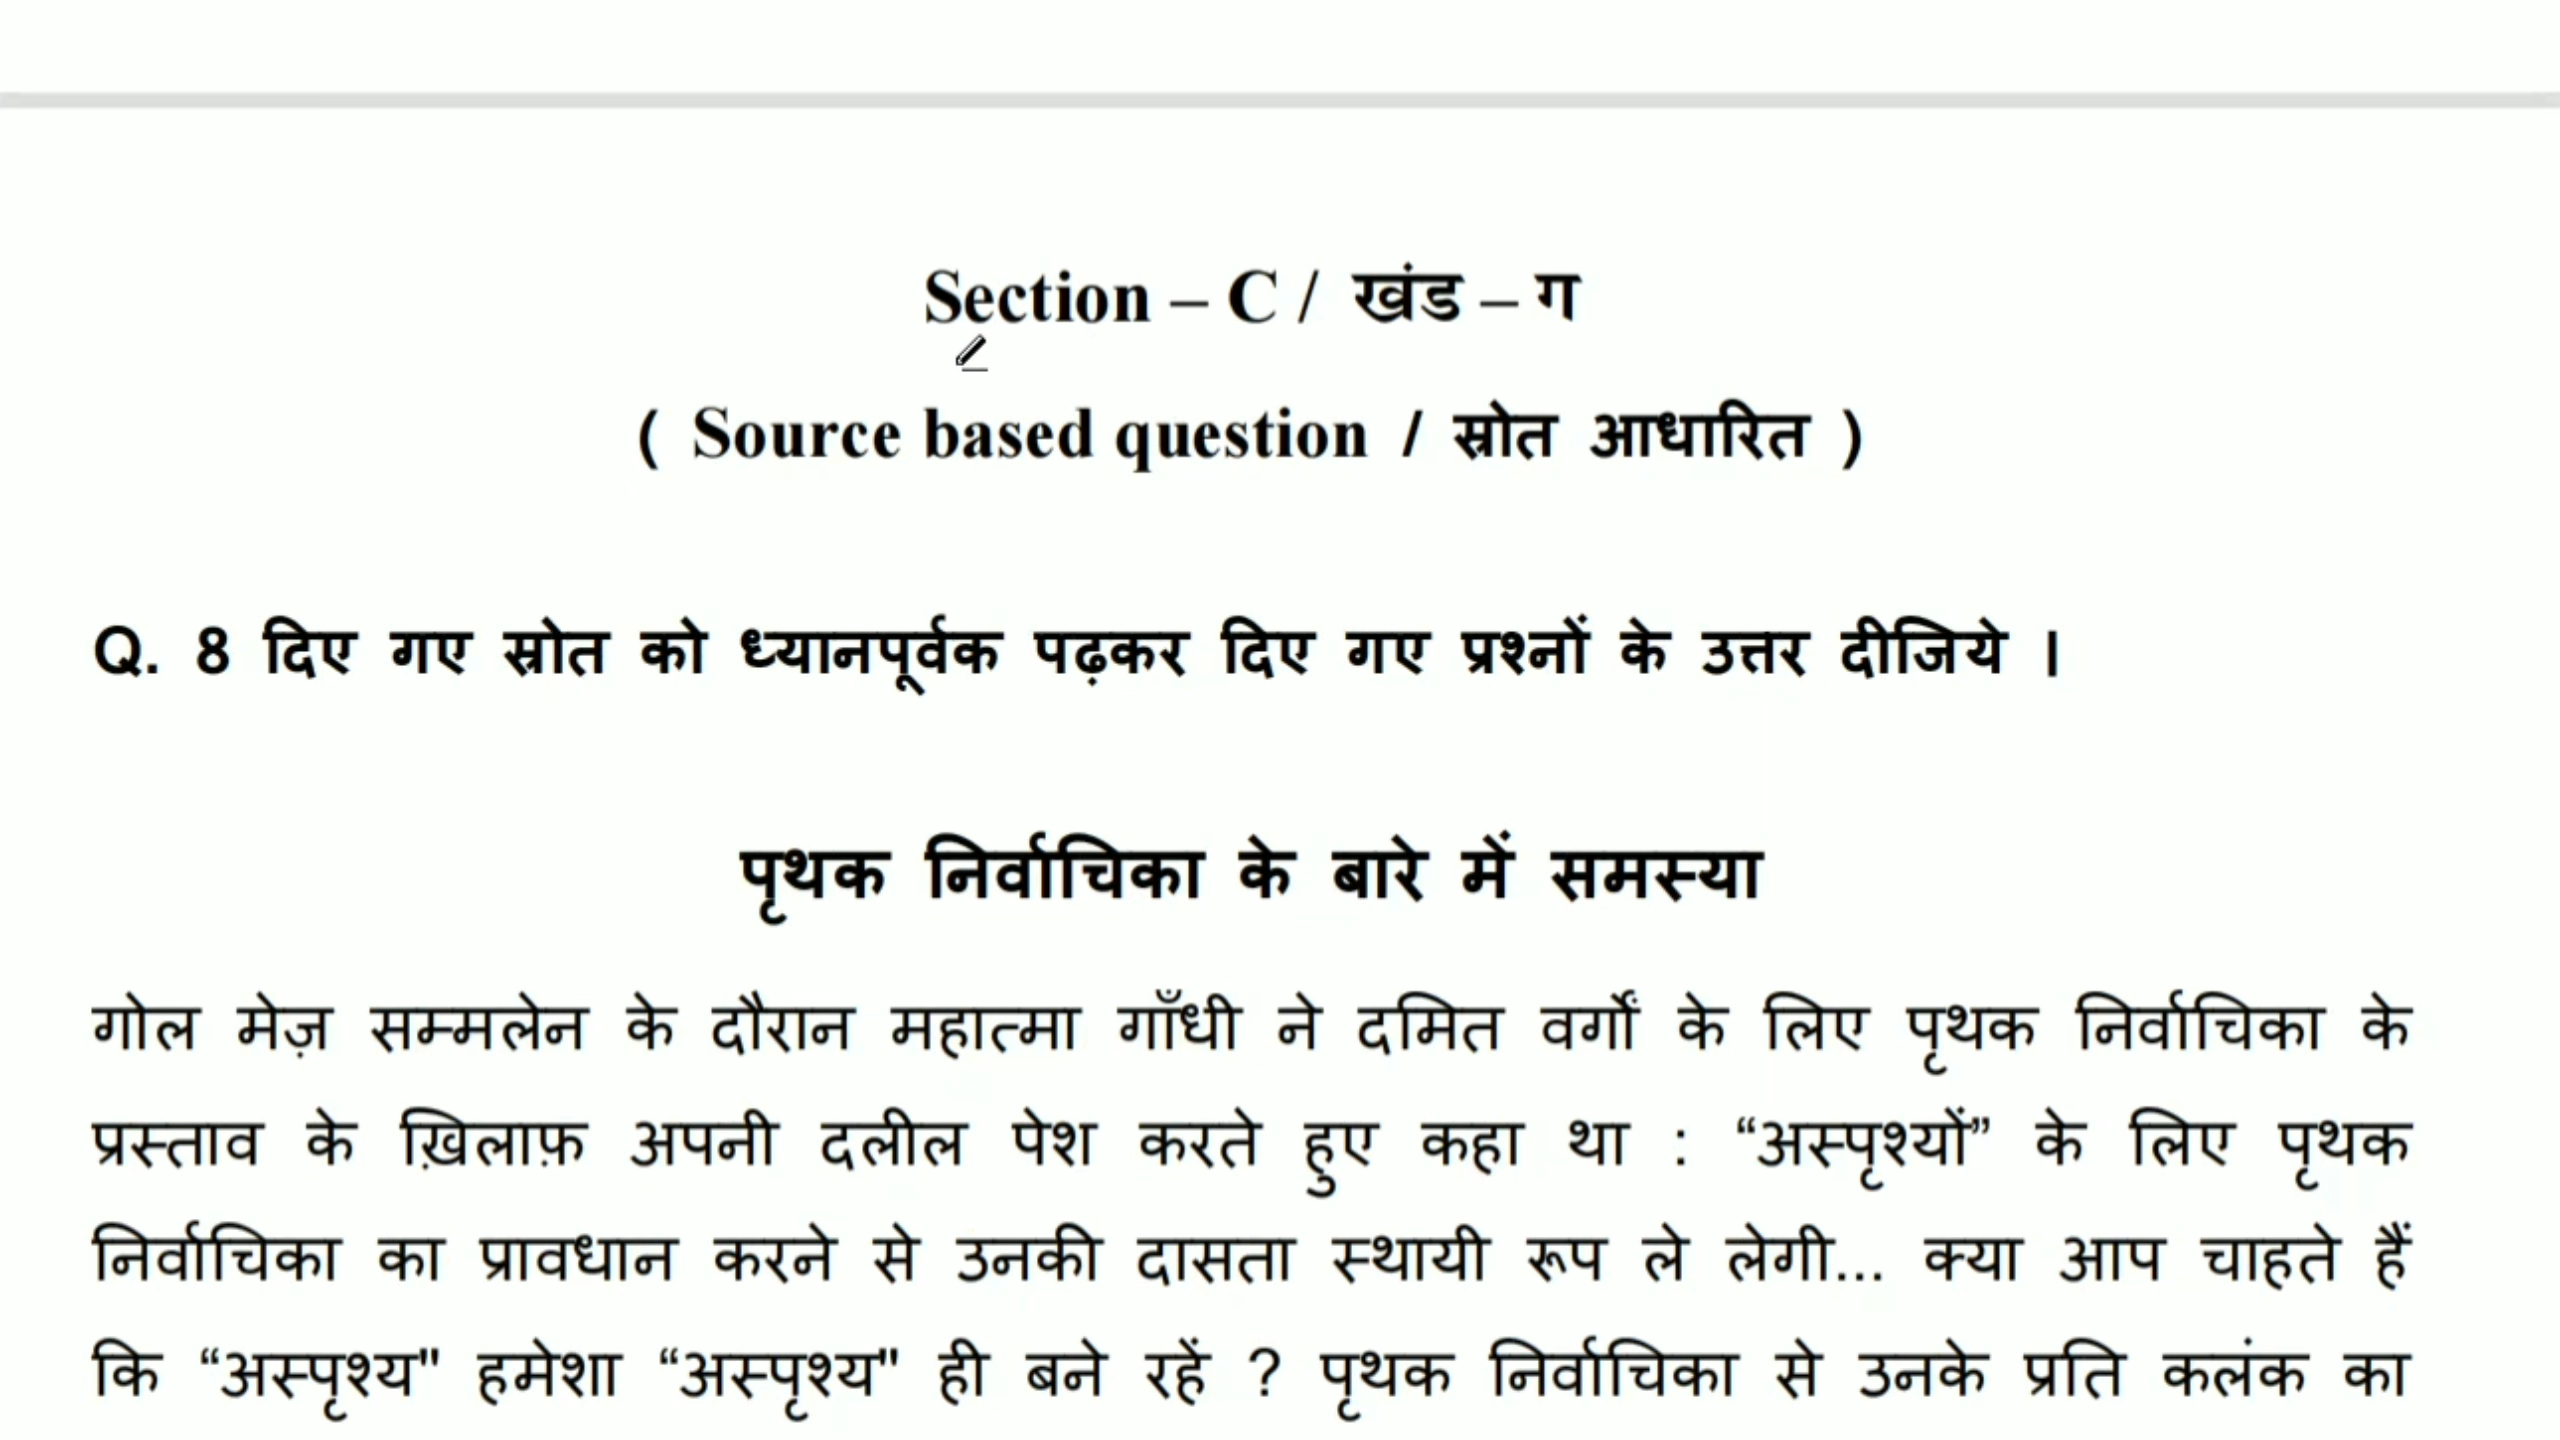 Section – C / खंड – ग
( Source based question / स्रोत आधारित )
Q. 8 दिए गए स्रोत को ध्यानपूर्वक पढ़कर दिए गए प्रश्नों के उत्तर दीजिये ।
पृथक निर्वाचिका के बारे में समस्या
गोल मेज़ सम्मलेन के दौरान महात्मा गाँधी ने दमित वर्गों के लिए पृथक निर्वाचिका के
प्रस्ताव के ख़िलाफ़ अपनी दलील पेश करते हुए कहा था : “अस्पृश्यों” के लिए पृथक
निर्वाचिका का प्रावधान करने से उनकी दासता स्थायी रूप ले लेगी... क्या आप चाहते हैं
कि “अस्पृश्य" हमेशा “अस्पृश्य" ही बने रहें ? पृथक निर्वाचिका से उनके प्रति कलंक का